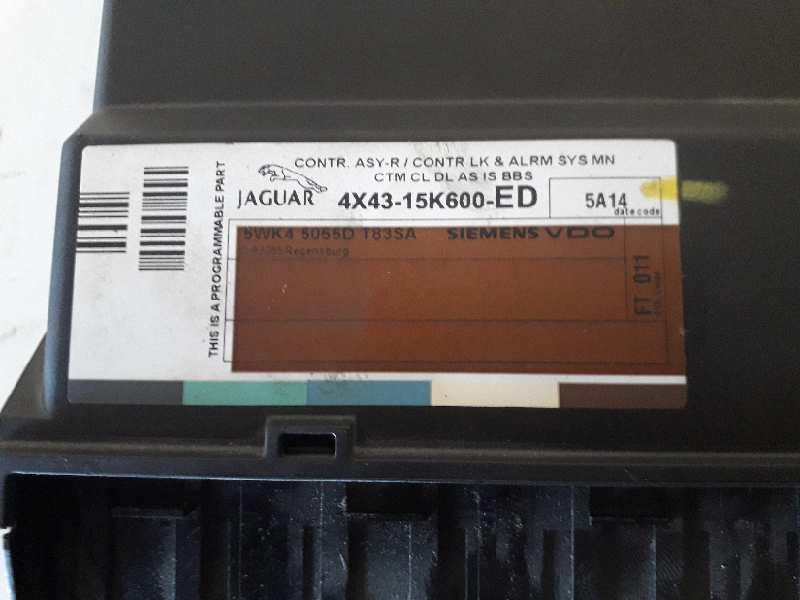 CONTR. ASY-R / CONTR LK & ALRM SYS MN
CTM CL DL AS IS BBS
JAGUAR 4X43-15K600-ED 5A14
date code
5WK4 5055D T83SA SIEMENS VDO
Regensburg
FT 011
THIS IS A PROGRAMMABLE PART